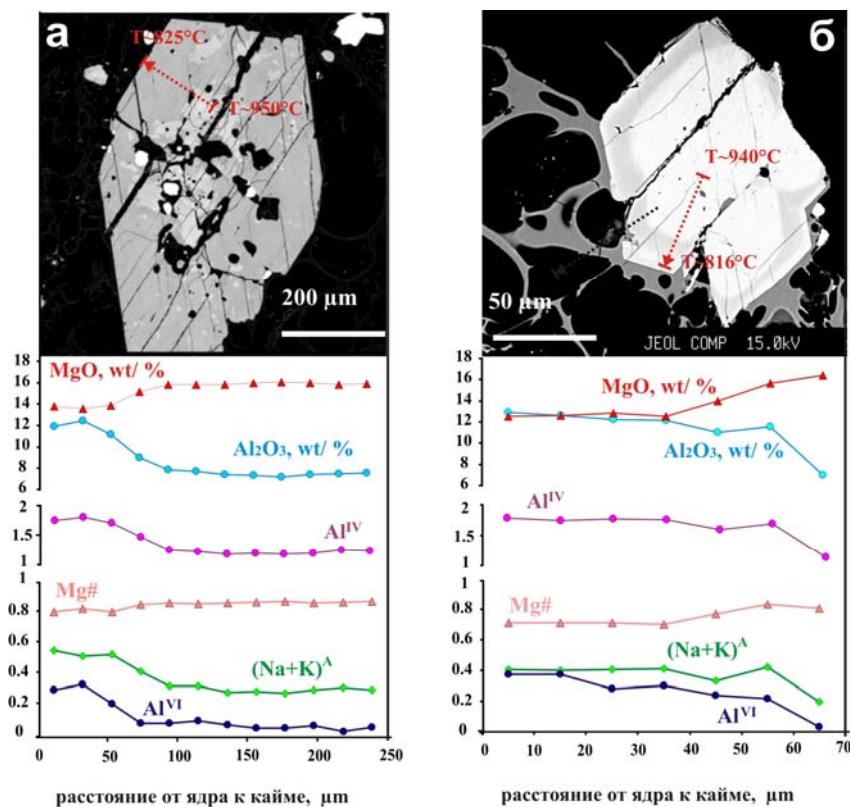 а
T~825°C
T~950°C
200 µm
б
T~940°C
T~816°C
50 µm
JEOL COMP 15.0kV
18
16
14
12
10
8
6
MgO, wt/ %
Al2O3, wt/ %
2
1.5
1
Al^IV
1
0.8
0.6
0.4
0.2
0
Mg#
(Na+K)^A
Al^VI
0 50 100 150 200 250
расстояние от ядра к кайме, µm
18
16
14
12
10
8
6
MgO, wt/ %
Al2O3, wt/ %
2
1.5
1
Al^IV
1
0.8
0.6
0.4
0.2
0
Mg#
(Na+K)^A
Al^VI
0 10 20 30 40 50 60 70
расстояние от ядра к кайме, µm